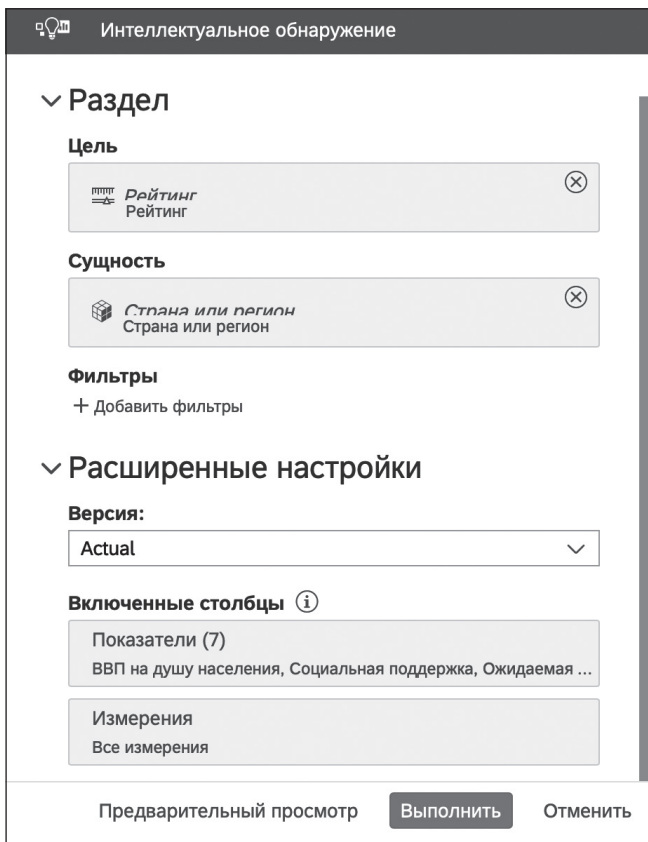 Интеллектуальное обнаружение
Раздел
Цель
Рейтинг
Рейтинг
Сущность
Страна или регион
Страна или регион
Фильтры
+ Добавить фильтры
Расширенные настройки
Версия:
Actual
Включенные столбцы
Показатели (7)
ВВП на душу населения, Социальная поддержка, Ожидаемая ...
Измерения
Все измерения
Предварительный просмотр Выполнить Отменить